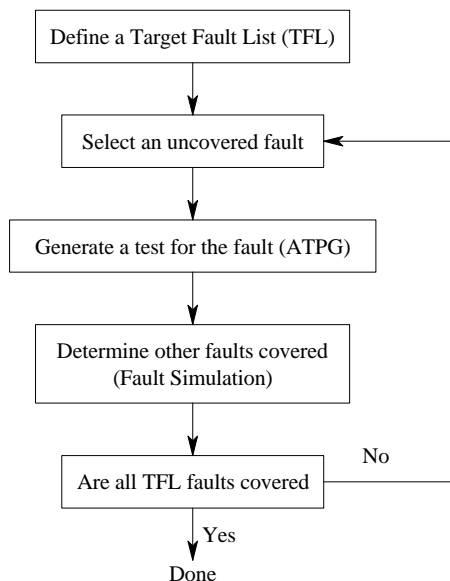 Define a Target Fault List (TFL)
Select an uncovered fault
Generate a test for the fault (ATPG)
Determine other faults covered
(Fault Simulation)
Are all TFL faults covered
No
Yes
Done